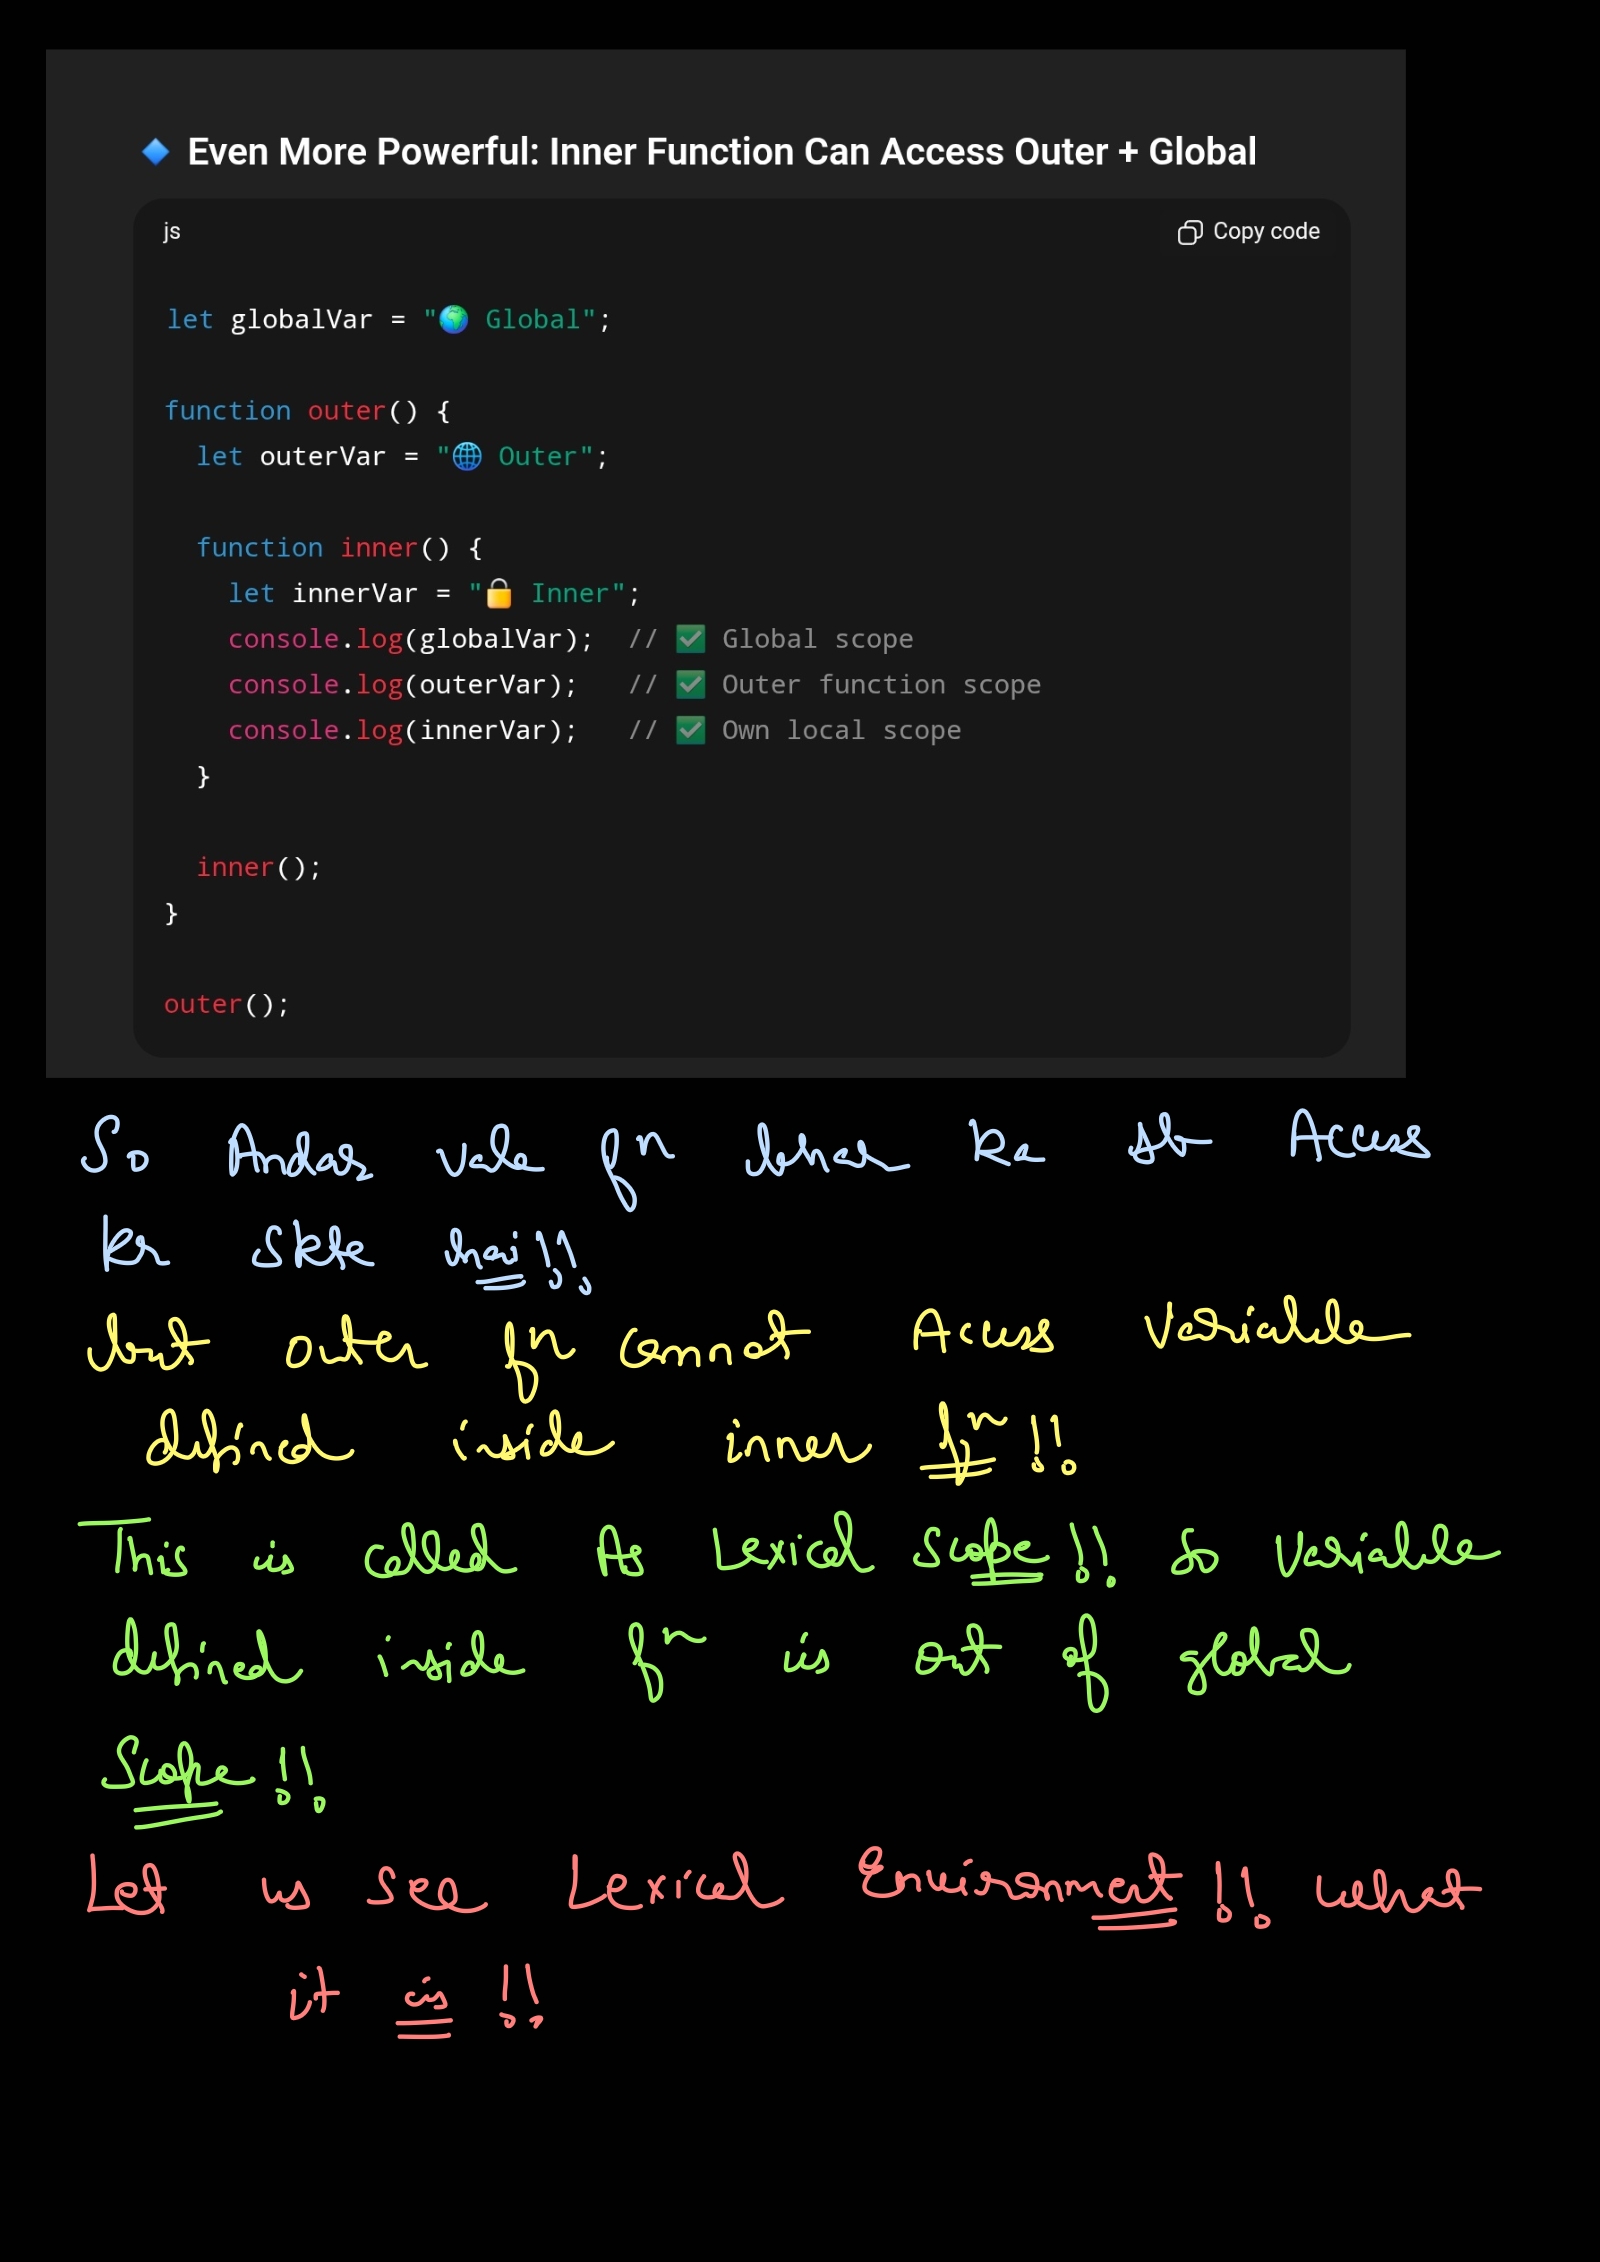 🔷 Even More Powerful: Inner Function Can Access Outer + Global
js Copy code
let globalVar = "🌍 Global";
function outer() {
  let outerVar = "🌐 Outer";
  function inner() {
    let innerVar = "🔒 Inner";
    console.log(globalVar);  // ✅ Global scope
    console.log(outerVar);   // ✅ Outer function scope
    console.log(innerVar);   // ✅ Own local scope
  }
  inner();
}
outer();
So Andar vale fn bhar ka sb Access
kr skte hai!!
but outer fn cannot Access Variable
defined inside inner fn!!
This is called As Lexical Scope!! So Variable
defined inside fn is out of global
Scope!!
Let us see Lexical Environment!! what
it is !!